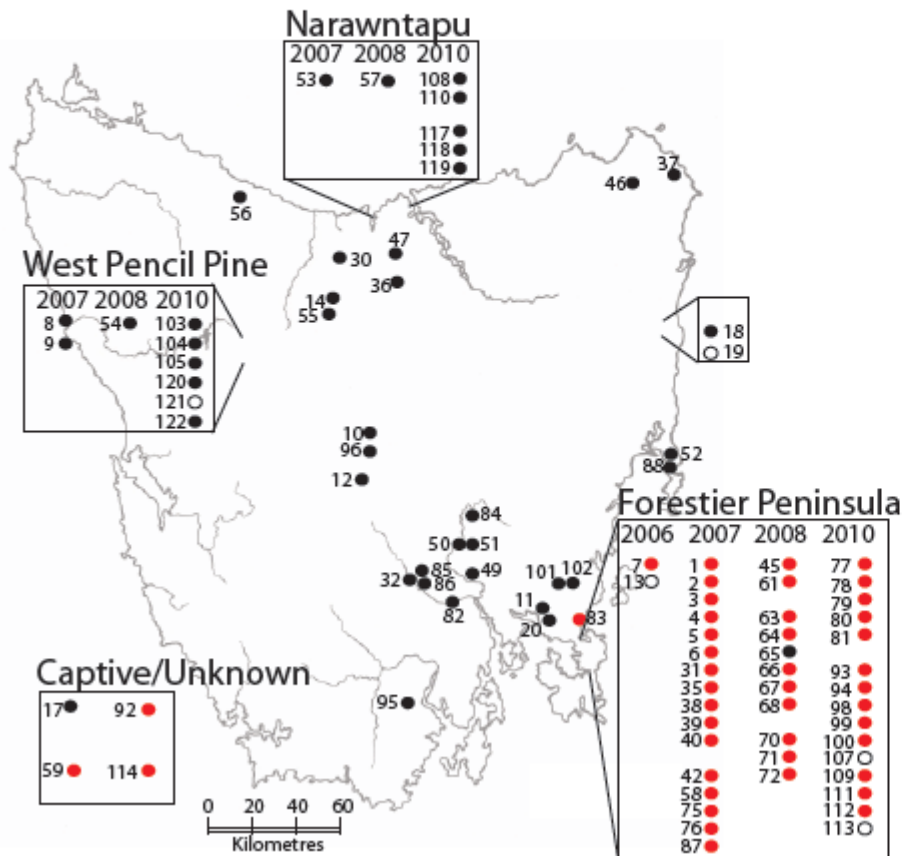 Narawntapu
2007 2008 2010
53 57 108
110
117
118
119
37
46
56
47
30
36
14
55
West Pencil Pine
2007 2008 2010
8 54 103
9 104
105
120
121
122
18
19
10
96
12
52
88
84
50 51
49
85
32
86
82
101 102
11
20
83
95
Forestier Peninsula
2006 2007 2008 2010
7 1 45 77
13 2 61 78
3 79
4 63 80
5 64 81
6 65
31 66 93
35 67 94
38 68 98
39 99
40 70 100
71 107
42 72 109
58 111
75 112
76 113
87
Captive/Unknown
17 92
59 114
0 20 40 60
Kilometres